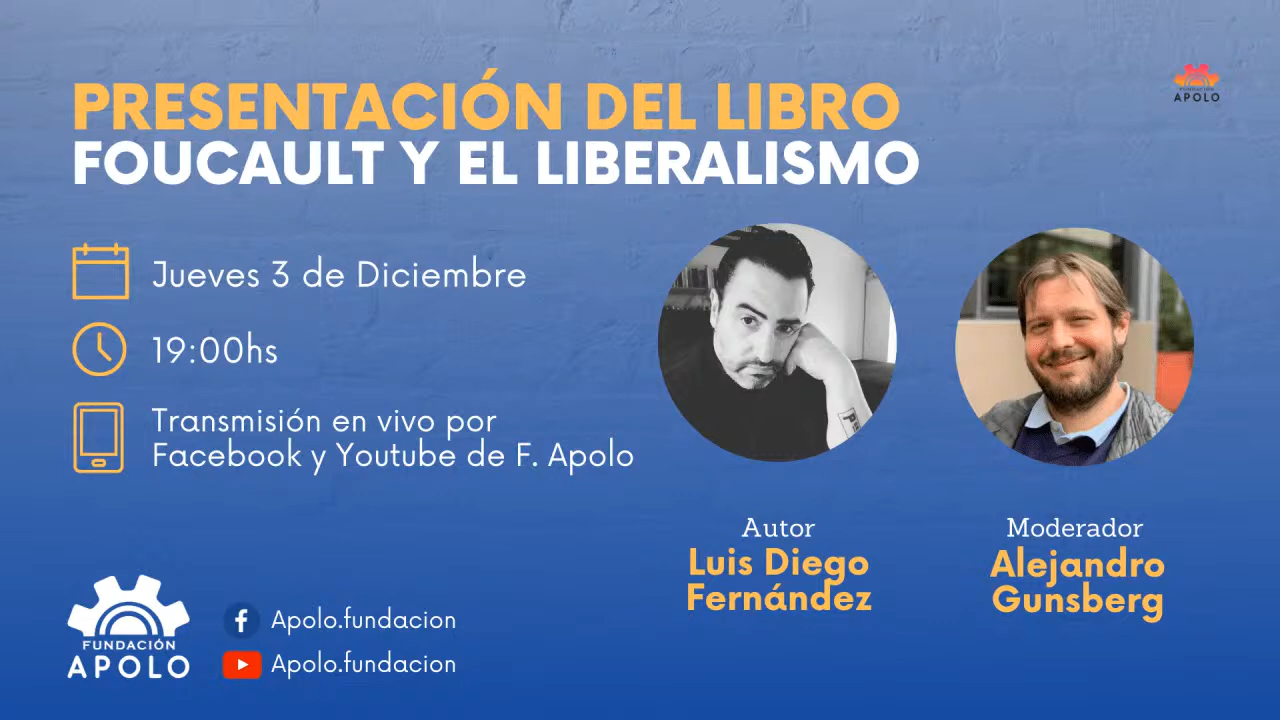 PRESENTACIÓN DEL LIBRO
FOUCAULT Y EL LIBERALISMO
FUNDACIÓN
APOLO
Jueves 3 de Diciembre
19:00hs
Transmisión en vivo por
Facebook y Youtube de F. Apolo
Autor
Luis Diego
Fernández
Moderador
Alejandro
Gunsberg
FUNDACIÓN
APOLO
Apolo.fundacion
Apolo.fundacion